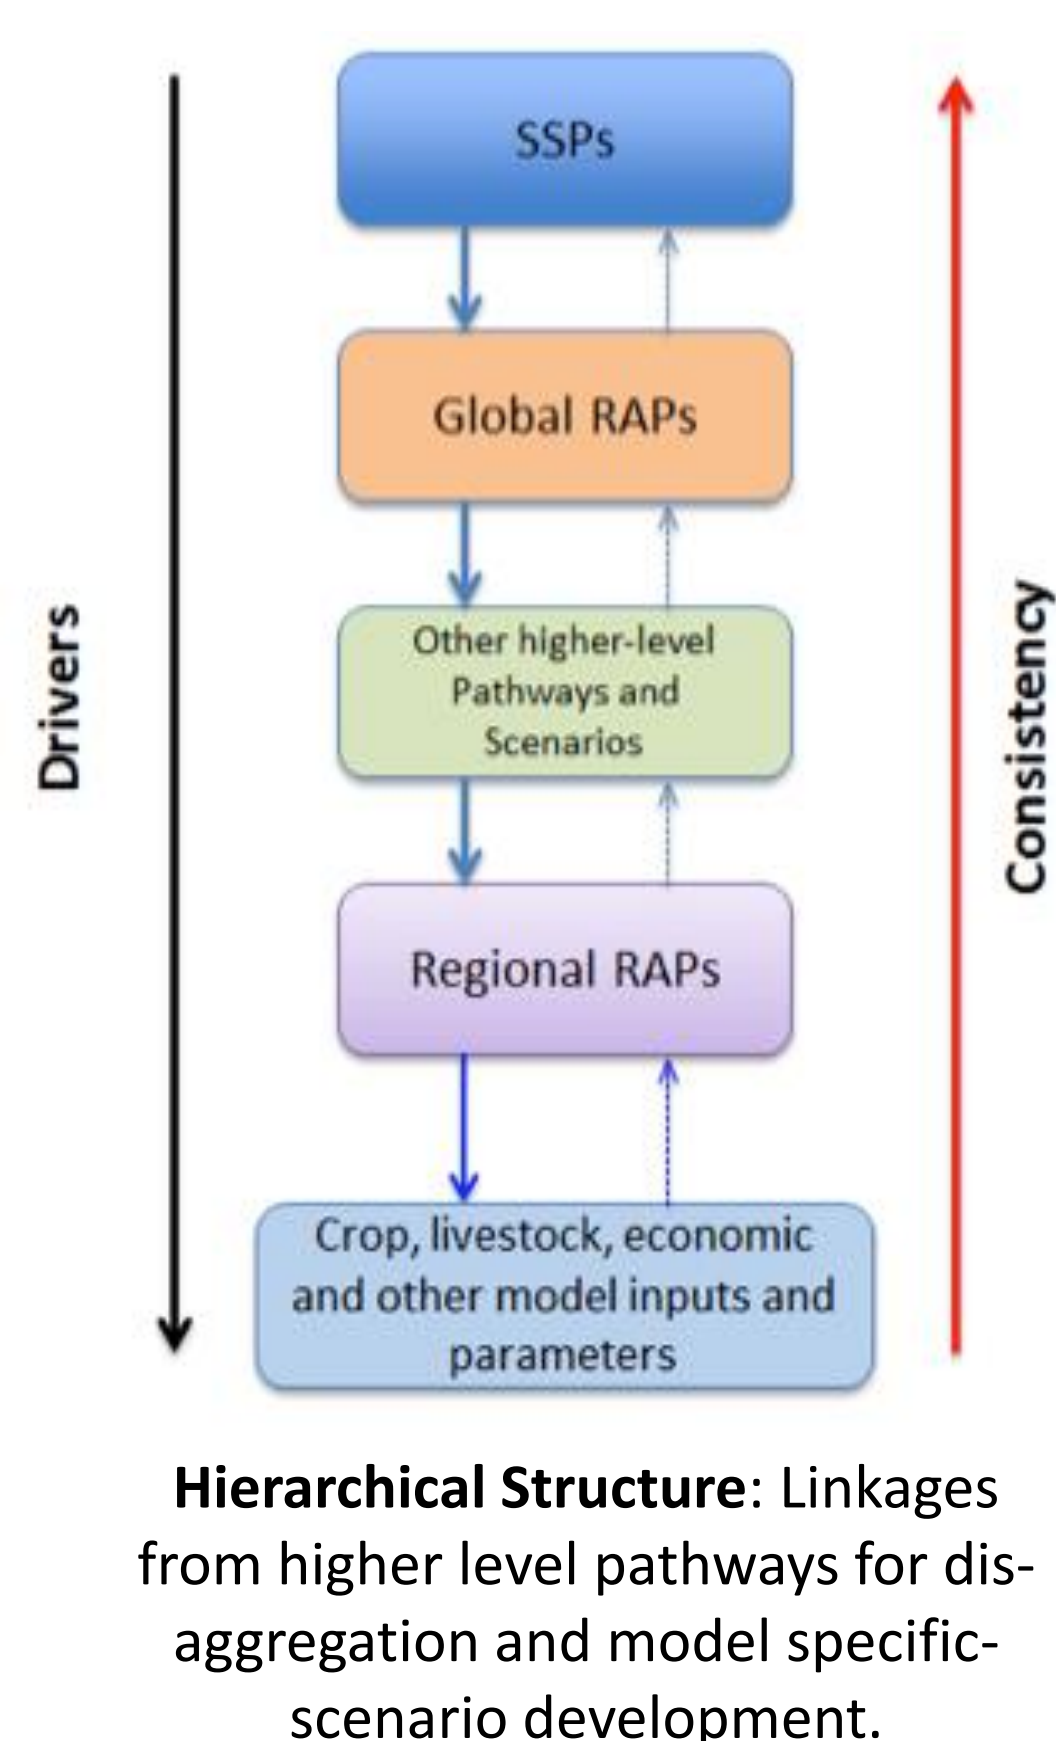 SSPs
Global RAPs
Other higher-level
Pathways and
Scenarios
Drivers
Consistency
Regional RAPs
Crop, livestock, economic
and other model inputs and
parameters
Hierarchical Structure: Linkages
from higher level pathways for dis-
aggregation and model specific-
scenario development.